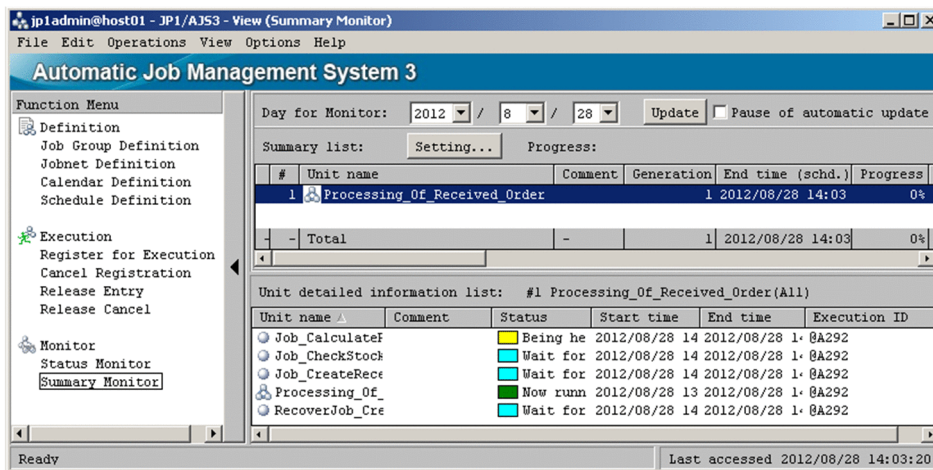 jp1admin@host01 - JP1/AJS3 - View (Summary Monitor)
File Edit Operations View Options Help
Automatic Job Management System 3
Function Menu
Definition
Job Group Definition
Jobnet Definition
Calendar Definition
Schedule Definition
Execution
Register for Execution
Cancel Registration
Release Entry
Release Cancel
Monitor
Status Monitor
Summary Monitor
Day for Monitor: 2012 / 8 / 28 Update Pause of automatic update
Summary list: Setting... Progress:
# Unit name Comment Generation End time (schd.) Progress
1 Processing_Of_Received_Order 1 2012/08/28 14:03 0%
- - Total - 1 2012/08/28 14:03 0%
Unit detailed information list: #1 Processing_Of_Received_Order(All)
Unit name Comment Status Start time End time Execution ID
Job_Calculate Being he 2012/08/28 14 2012/08/28 1 @A292
Job_CheckStock Wait for 2012/08/28 14 2012/08/28 1 @A292
Job_CreateRece Wait for 2012/08/28 14 2012/08/28 1 @A292
Processing_Of_ Now runn 2012/08/28 13 2012/08/28 1 @A292
RecoverJob_Cre Wait for 2012/08/28 14 2012/08/28 1 @A292
Ready Last accessed 2012/08/28 14:03:20